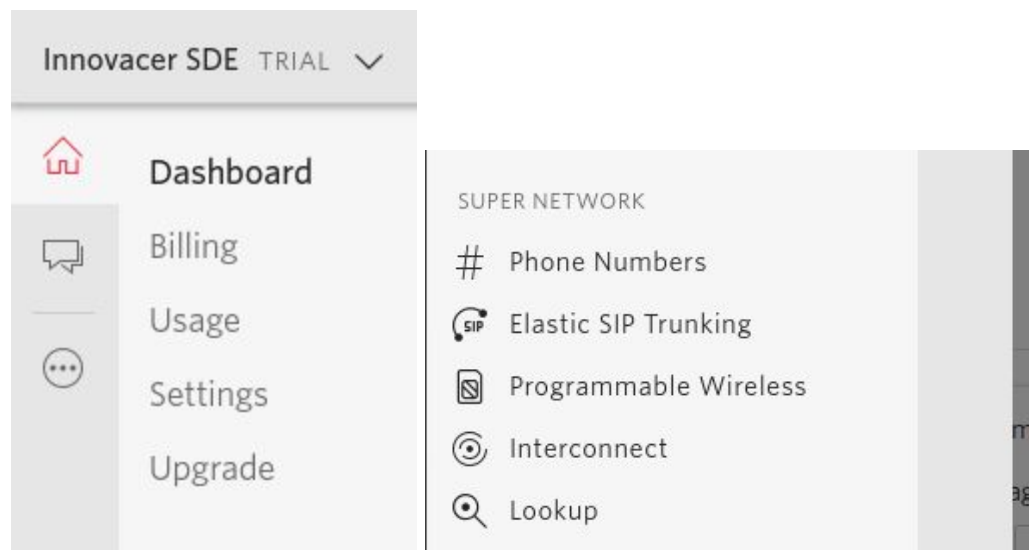 Innovacer SDE TRIAL
Dashboard
Billing
Usage
Settings
Upgrade
SUPER NETWORK
# Phone Numbers
SIP Elastic SIP Trunking
Programmable Wireless
Interconnect
Lookup